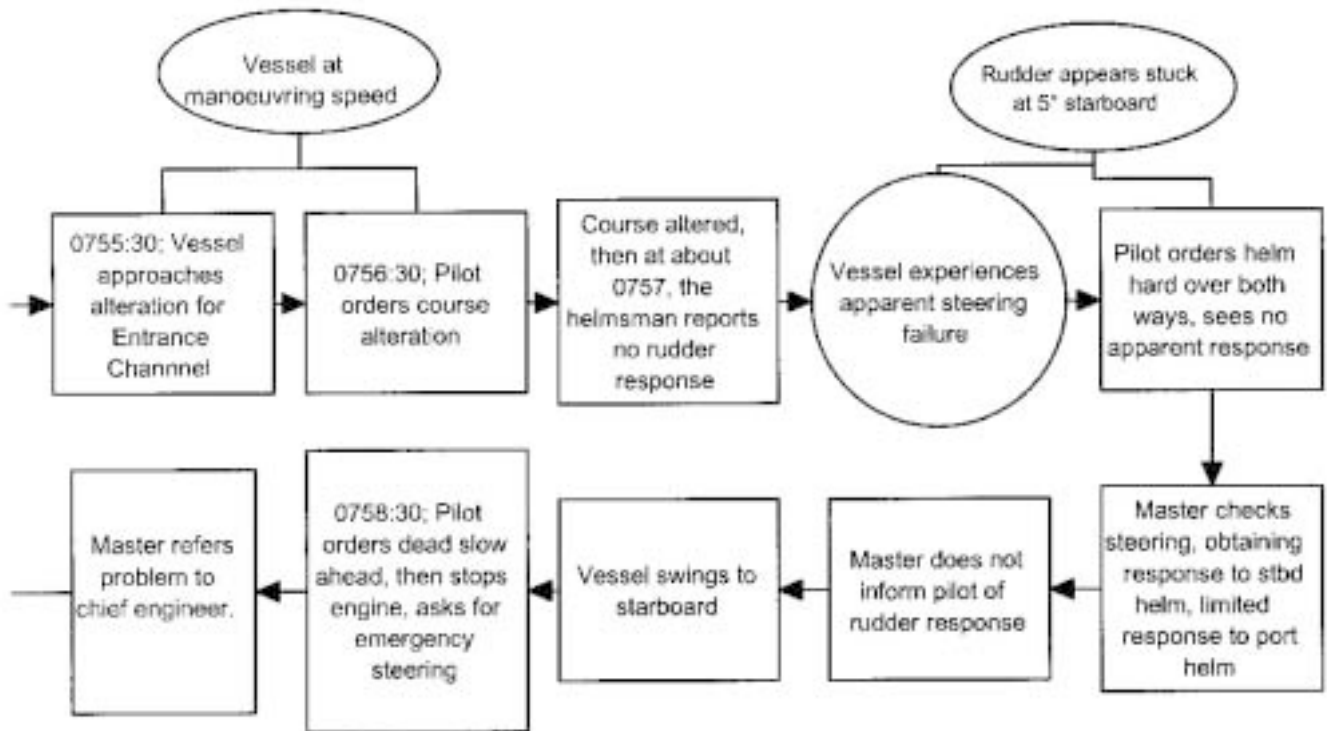 Vessel at
manoeuvring speed
Rudder appears stuck
at 5° starboard
0755:30; Vessel
approaches
alteration for
Entrance
Channnel
0756:30; Pilot
orders course
alteration
Course altered,
then at about
0757, the
helmsman reports
no rudder
response
Vessel experiences
apparent steering
failure
Pilot orders helm
hard over both
ways, sees no
apparent response
Master checks
steering, obtaining
response to stbd
helm, limited
response to port
helm
Master does not
inform pilot of
rudder response
Vessel swings to
starboard
0758:30; Pilot
orders dead slow
ahead, then stops
engine, asks for
emergency
steering
Master refers
problem to
chief engineer.